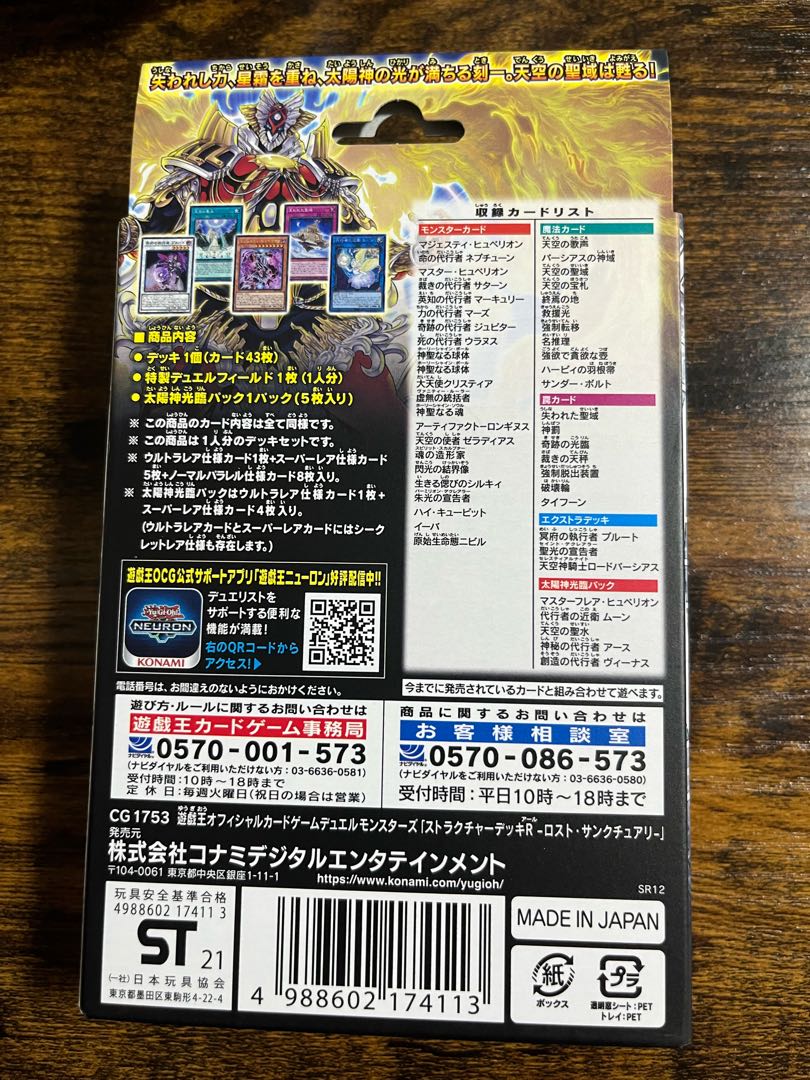 失われし力、星霜を重ね、太陽神の光が満ちる刻―。天空の聖域は甦る!
■ 商品内容
● デッキ1個(カード43枚)
● 特製デュエルフィールド1枚(1人分)
● 太陽神光臨パック1パック(5枚入り)
※ この商品のカード内容は全て同様です。
※ この商品は1人分のデッキセットです。
※ ウルトラレア仕様カード1枚+スーパーレア仕様カード
5枚+ノーマルパラレル仕様カード8枚入り。
※ 太陽神光臨パックはウルトラレア仕様カード1枚+
スーパーレア仕様カード4枚入り。
(ウルトラレアカードとスーパーレアカードにはシーク
レットレア仕様も存在します。)
遊戯王OCG公式サポートアプリ「遊戯王ニューロン」好評配信中!!
Yu-Gi-Oh!
NEURON
KONAMI
デュエリストを
サポートする便利な
機能が満載!
右のQRコードから
アクセス!▶
収録カードリスト
モンスターカード
マジェスティ・ヒュペリオン
命の代行者 ネプチューン
マスター・ヒュペリオン
裁きの代行者 サターン
英知の代行者 マーキュリー
力の代行者 マーズ
奇跡の代行者 ジュピター
死の代行者 ウラヌス
神聖なる球体
神聖なる球体
大天使クリスティア
虚無の統括者
神聖なる魂
アーティファクト-ロンギヌス
天空の使者 ゼラディアス
魂の造形家
閃光の結界像
生きる偲びのシルキィ
朱光の宣告者
ハイ・キューピット
イーバ
原始生命態ニビル
魔法カード
天空の歌声
パーシアスの神域
天空の聖域
天空の宝札
終焉の地
救援光
強制転移
名推理
強欲で貪欲な壺
ハーピィの羽根帚
サンダー・ボルト
罠カード
失われた聖域
神罰
奇跡の光臨
裁きの天秤
強制脱出装置
破壊輪
タイフーン
エクストラデッキ
冥府の執行者 プルート
聖光の宣告者
天空神騎士ロードパーシアス
太陽神光臨パック
マスターフレア・ヒュペリオン
代行者の近衛 ムーン
天空の聖水
神秘の代行者 アース
創造の代行者 ヴィーナス
電話番号は、お間違えのないようにおかけください。
今までに発売されているカードと組み合わせて遊べます。
遊び方・ルールに関するお問い合わせは
遊戯王カードゲーム事務局
ナビダイヤル 0570-001-573
(ナビダイヤルをご利用いただけない方:03-6636-0581)
受付時間:10時～18時まで
定 休 日:毎週火曜日(祝日の場合は営業)
商品に関するお問い合わせは
お客様相談室
ナビダイヤル 0570-086-573
(ナビダイヤルをご利用いただけない方:03-6636-0580)
受付時間:平日10時～18時まで
CG1753 遊戯王オフィシャルカードゲームデュエルモンスターズ「ストラクチャーデッキR -ロスト・サンクチュアリ-」
発売元
株式会社コナミデジタルエンタテインメント
〒104-0061 東京都中央区銀座1-11-1
https://www.konami.com/yugioh/
SR12
玩具安全基準合格
4988602 17411 3
ST 21
(一社)日本玩具協会
東京都墨田区東駒形4-22-4
4 988602 174113
MADE IN JAPAN
紙
ボックス
プラ
透明窓シート:PET
トレイ:PET